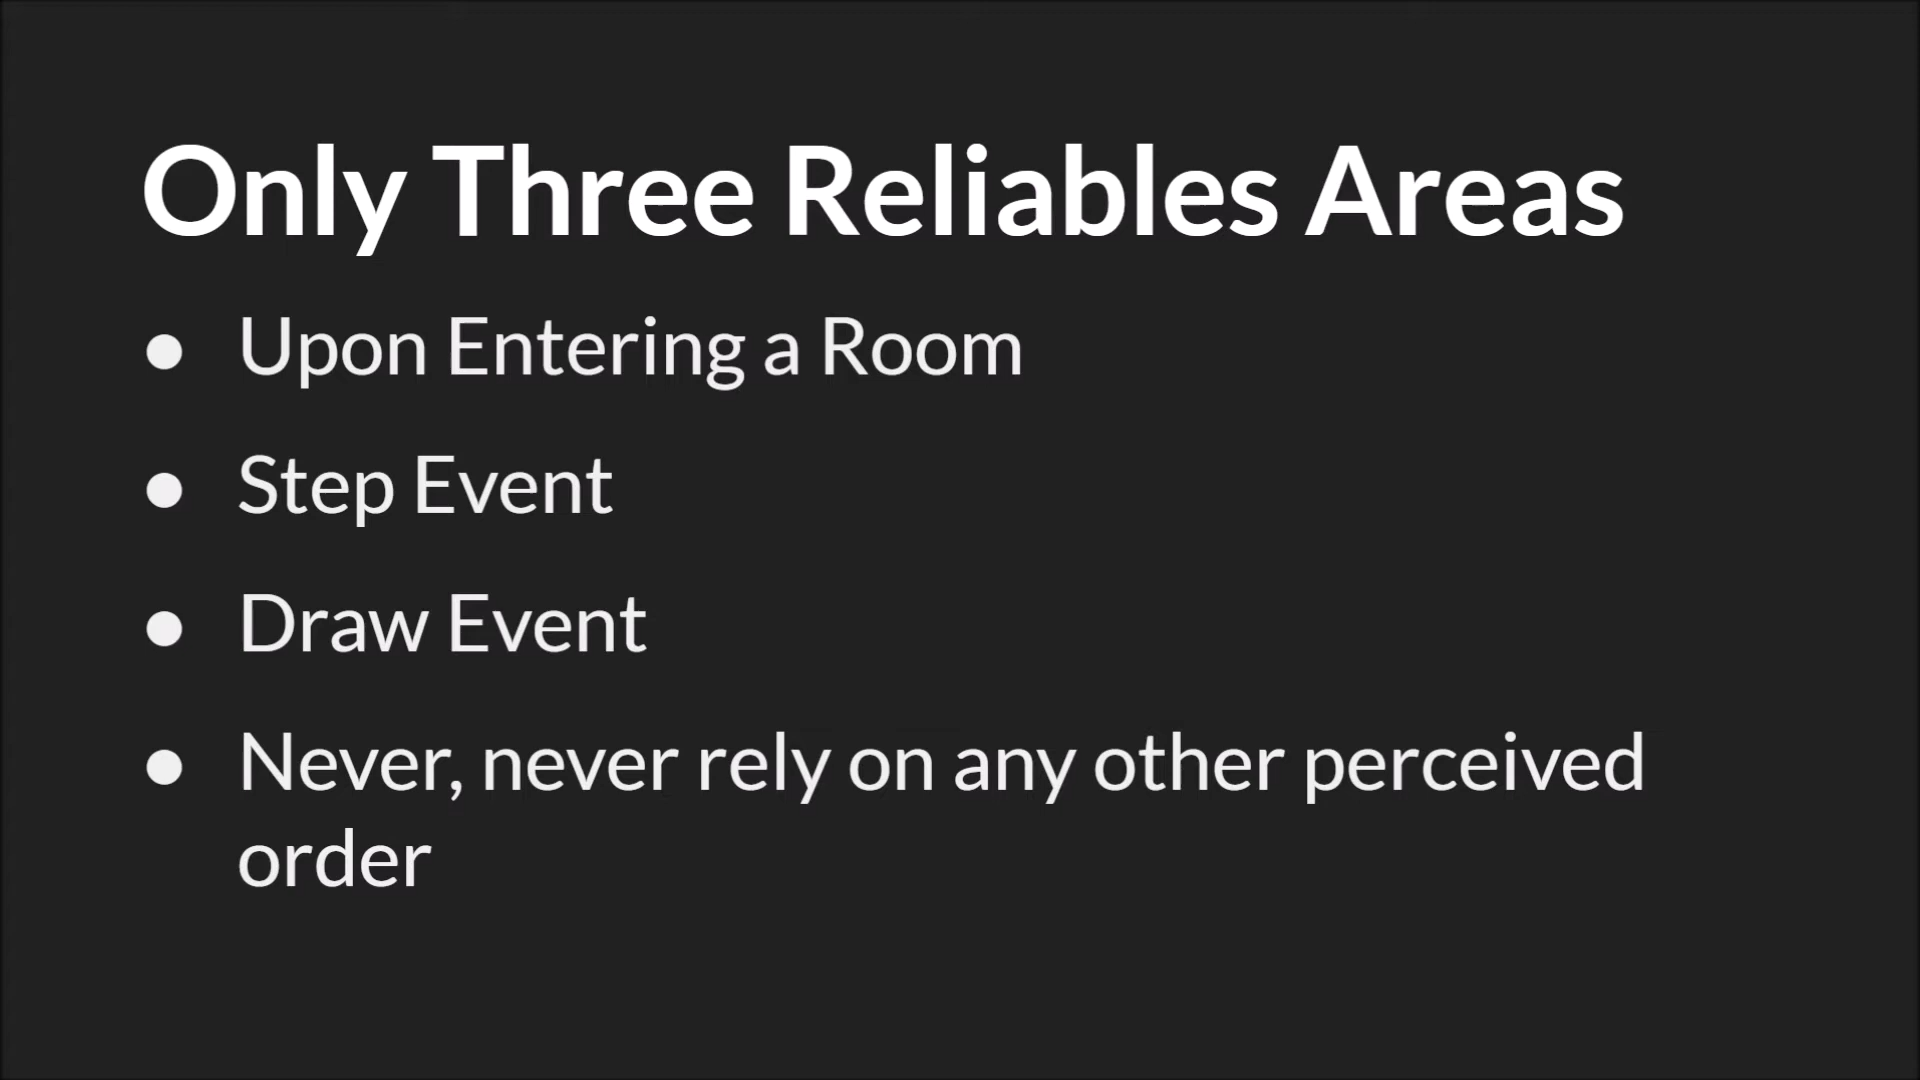 Only Three Reliables Areas
● Upon Entering a Room
● Step Event
● Draw Event
● Never, never rely on any other perceived
order